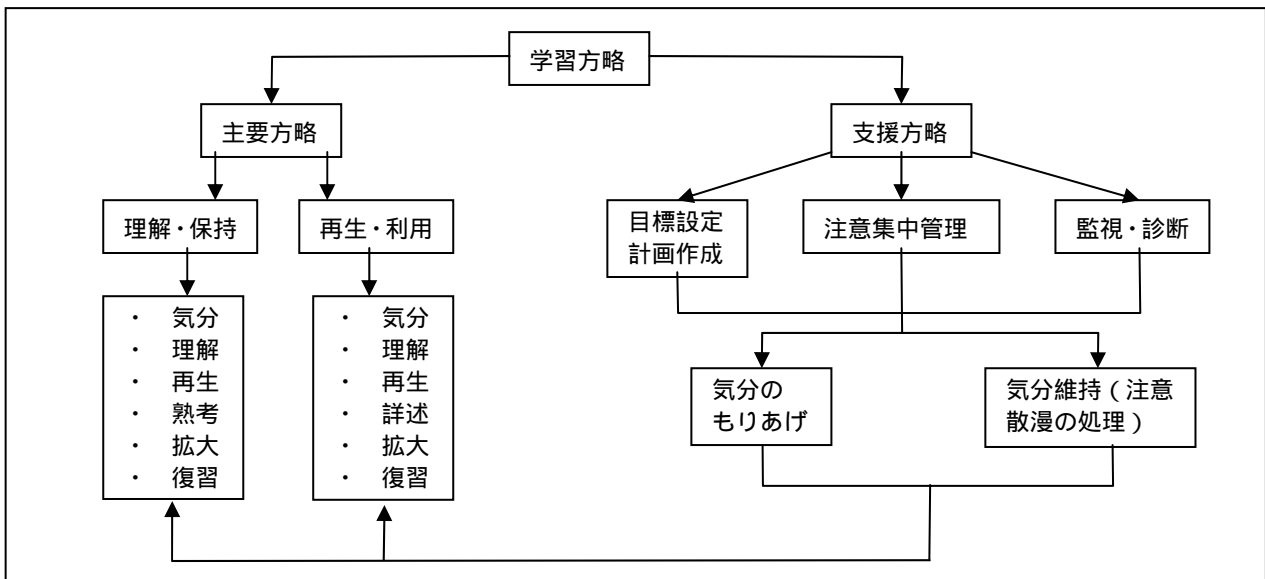 学習方略
主要方略
支援方略
理解・保持
再生・利用
目標設定
計画作成
注意集中管理
監視・診断
・ 気分
・ 理解
・ 再生
・ 熟考
・ 拡大
・ 復習
・ 気分
・ 理解
・ 再生
・ 詳述
・ 拡大
・ 復習
気分の
もりあげ
気分維持（注意
散漫の処理）